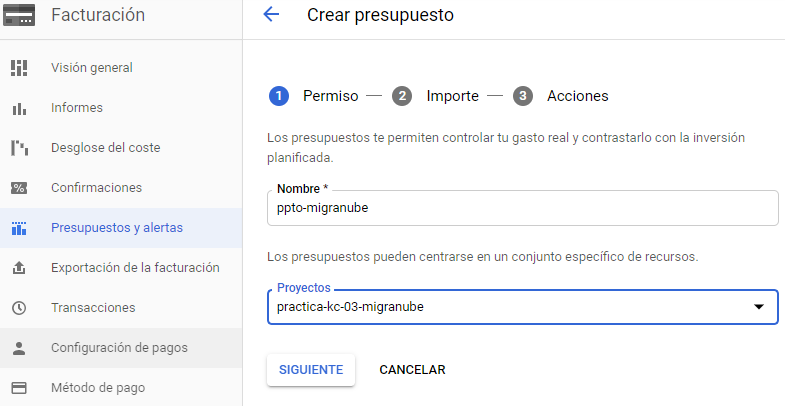 Facturación
Crear presupuesto
Visión general
Informes
Desglose del coste
Confirmaciones
Presupuestos y alertas
Exportación de la facturación
Transacciones
Configuración de pagos
Método de pago
1 Permiso — 2 Importe — 3 Acciones
Los presupuestos te permiten controlar tu gasto real y contrastarlo con la inversión
planificada.
Nombre *
ppto-migranube
Los presupuestos pueden centrarse en un conjunto específico de recursos.
Proyectos
practica-kc-03-migranube
SIGUIENTE CANCELAR